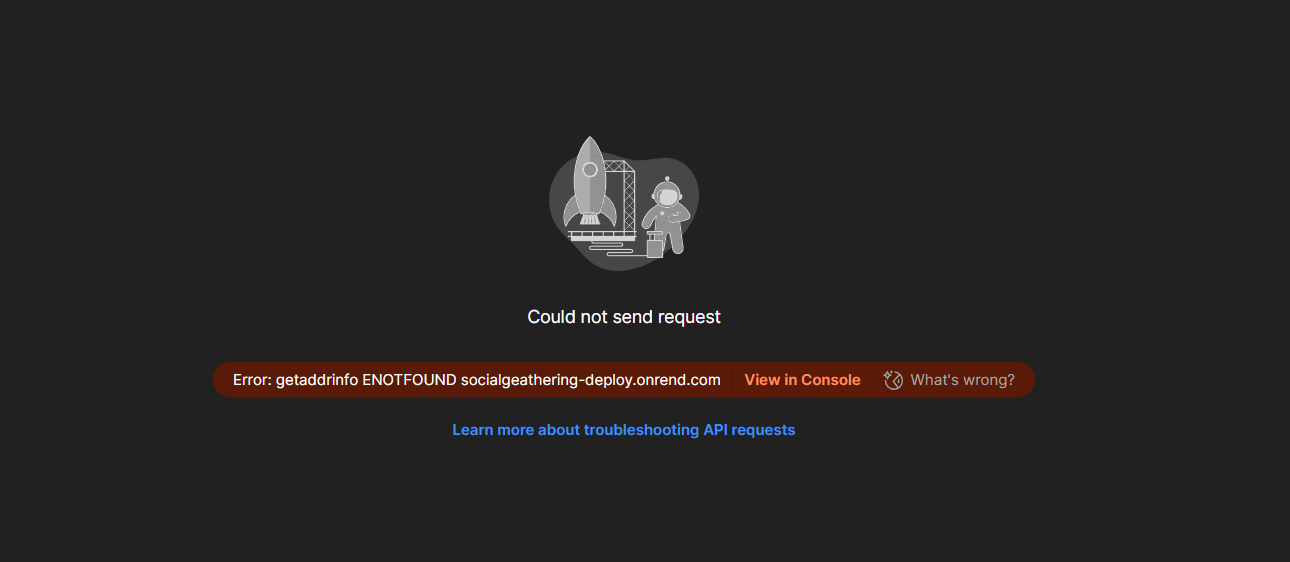 Could not send request
Error: getaddrinfo ENOTFOUND socialgeathering-deploy.onrend.com View in Console What's wrong?
Learn more about troubleshooting API requests